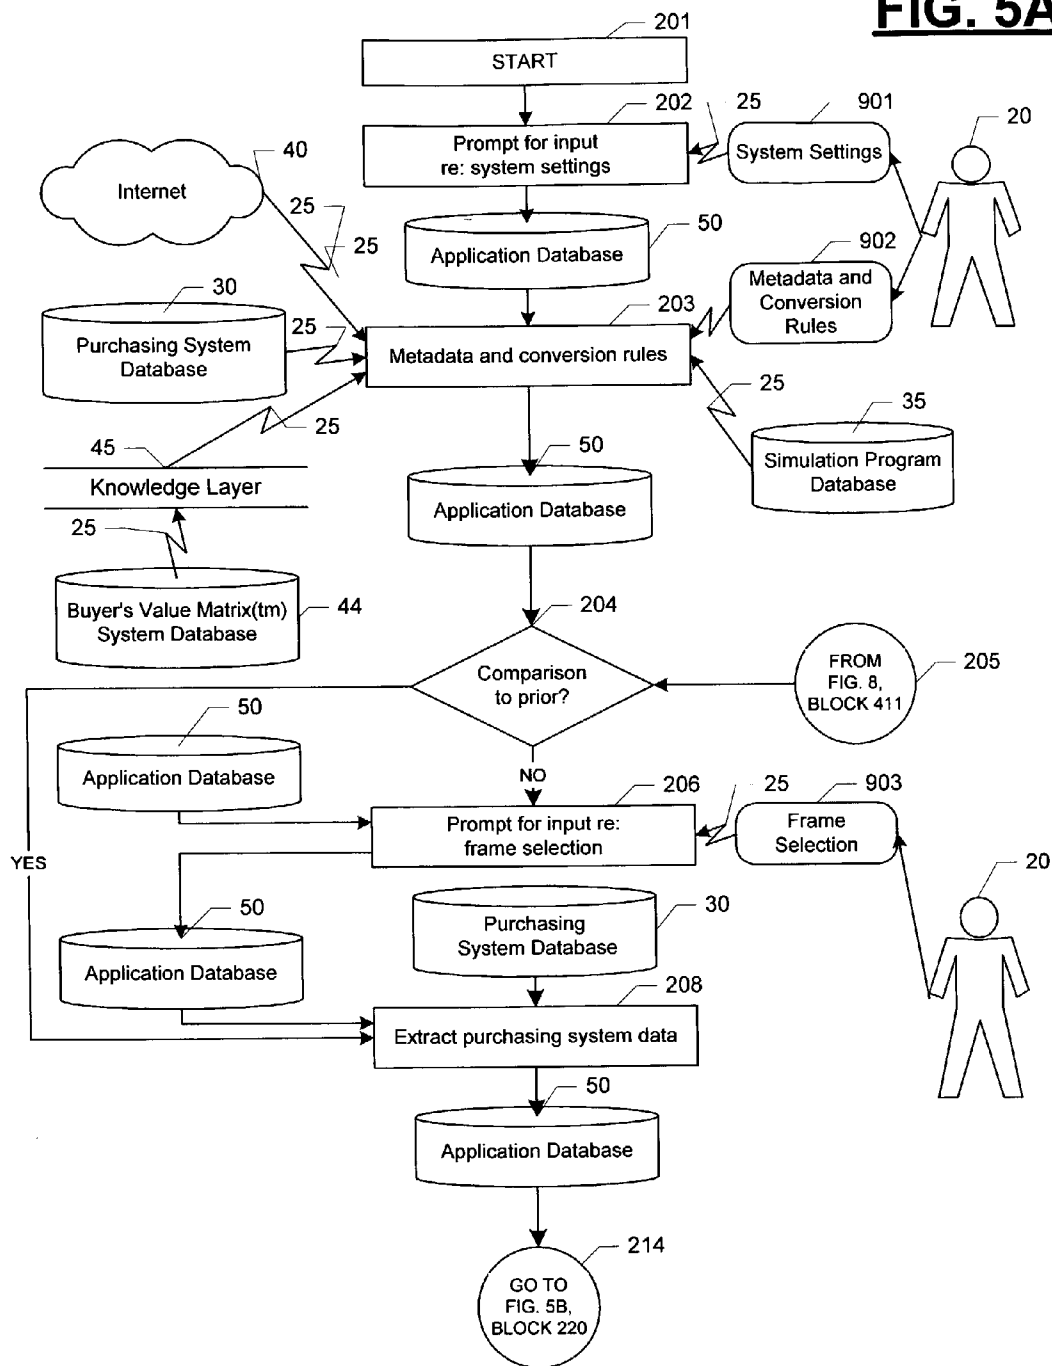 FIG. 5A
201
START
202
25
901
20
Prompt for input
re: system settings
System Settings
40
Internet
25
25
50
Application Database
902
Metadata and
Conversion
Rules
30
203
Purchasing System
Database
25
Metadata and conversion rules
25
25
35
45
50
Simulation Program
Database
Knowledge Layer
Application Database
25
Buyer's Value Matrix(tm)
System Database
44
204
Comparison
to prior?
FROM
FIG. 8,
BLOCK 411
205
50
Application Database
NO
206
25
903
Prompt for input re:
frame selection
Frame
Selection
YES
20
50
30
Purchasing
System Database
Application Database
208
Extract purchasing system data
50
Application Database
214
GO TO
FIG. 5B,
BLOCK 220